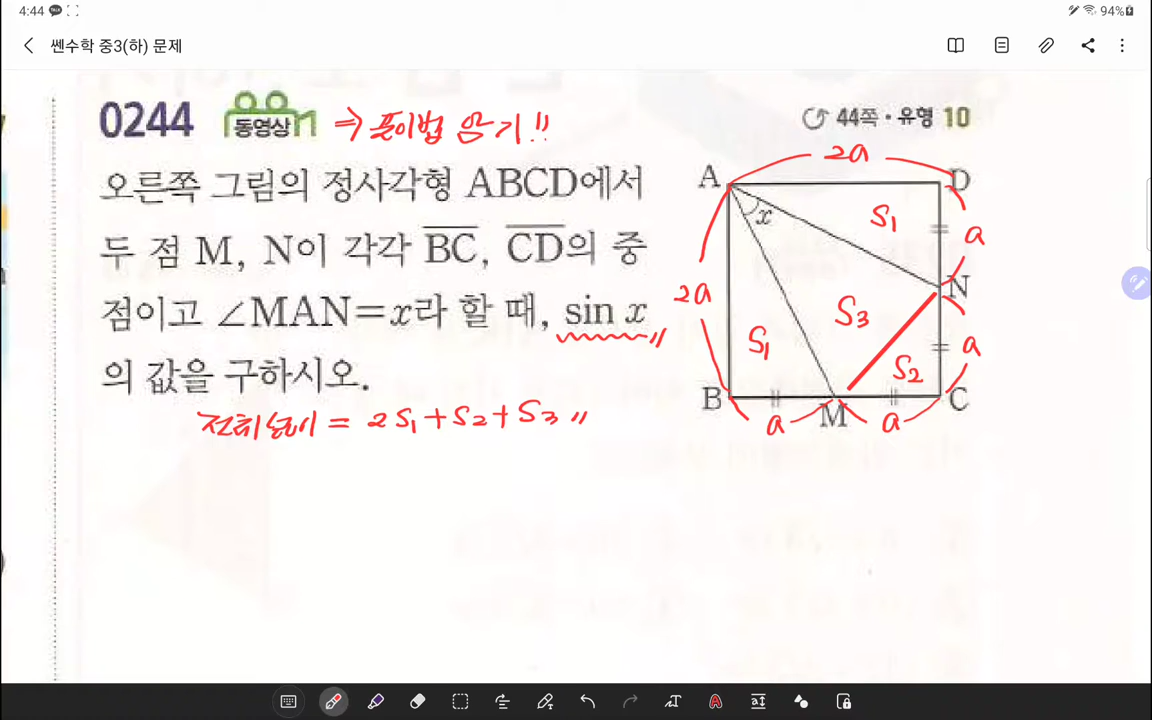 4:44
94%
쎈수학 중3(하) 문제
0244 동영상 ⇒ 풀이법 암기!!
44쪽·유형 10
오른쪽 그림의 정사각형 ABCD에서
두 점 M, N이 각각 BC, CD의 중
점이고 ∠MAN=x라 할 때, sin x
의 값을 구하시오.
전체넓이 = 2S₁+S₂+S₃
2a
A
D
x
S₁
a
N
2a
S₃
S₁
a
S₂
B
M
C
a
a